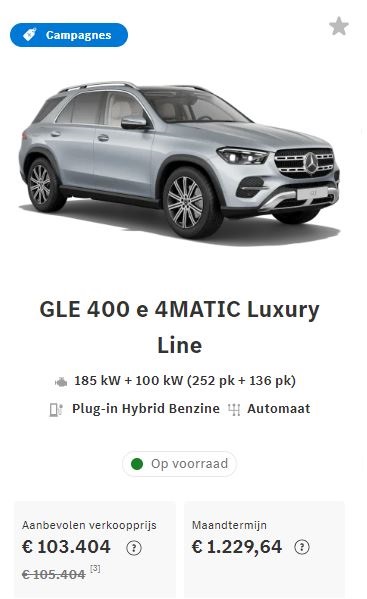 Campagnes
GLE 400 e 4MATIC Luxury
Line
185 kW + 100 kW (252 pk + 136 pk)
Plug-in Hybrid Benzine Automaat
Op voorraad
Aanbevolen verkoopprijs
€ 103.404 ?
€ 105.404 [3]
Maandtermijn
€ 1.229,64 ?